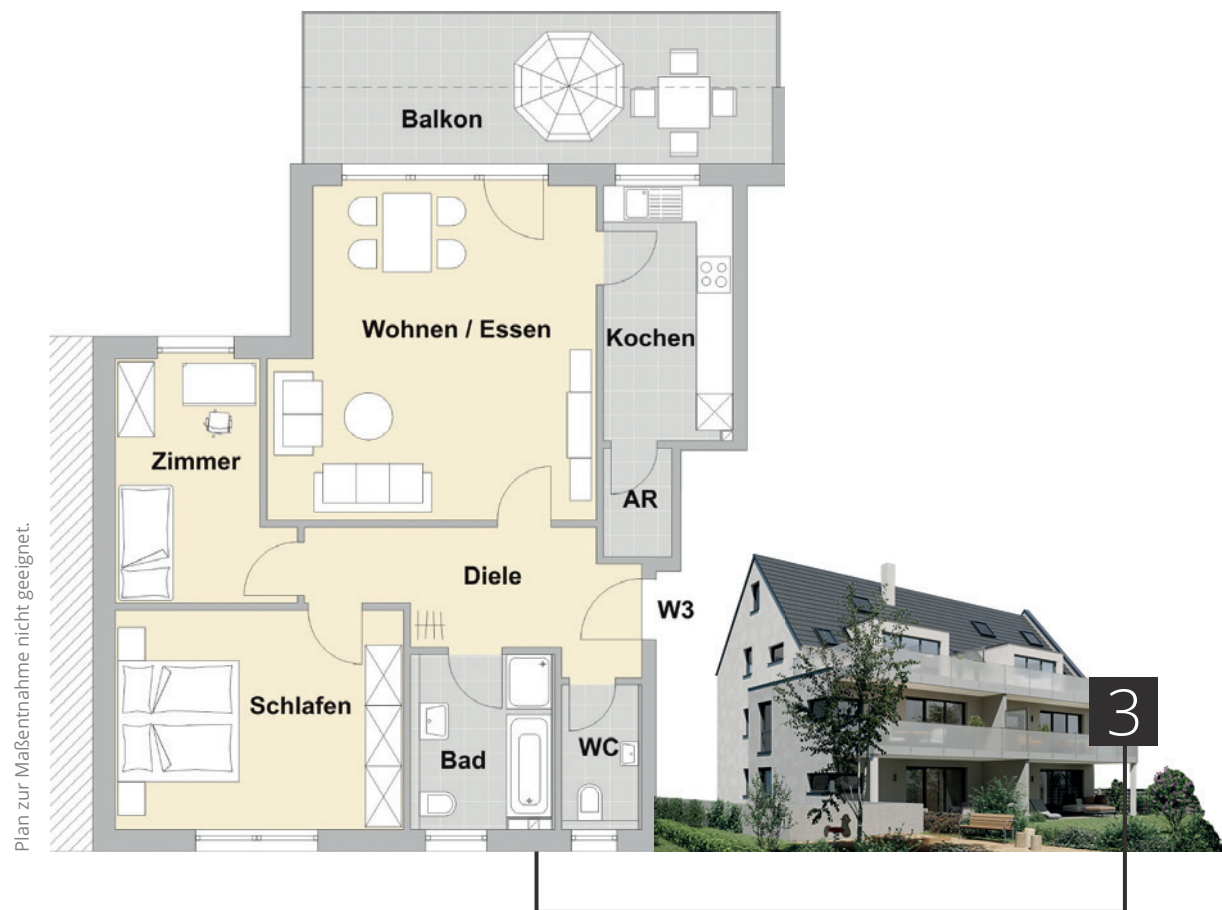 Balkon
Wohnen / Essen
Kochen
Zimmer
AR
Diele
W3
Schlafen
Bad
WC
3
Plan zur Maßentnahme nicht geeignet.